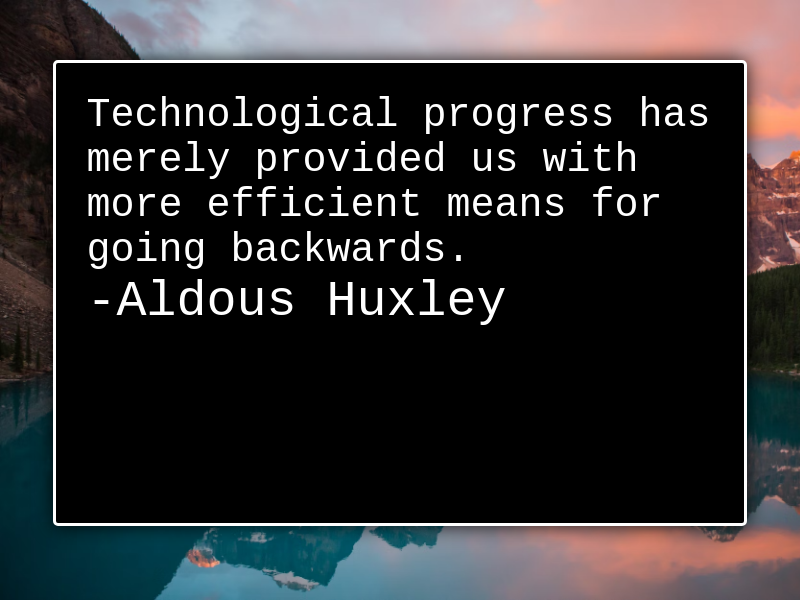 Technological progress has
merely provided us with
more efficient means for
going backwards.
-Aldous Huxley